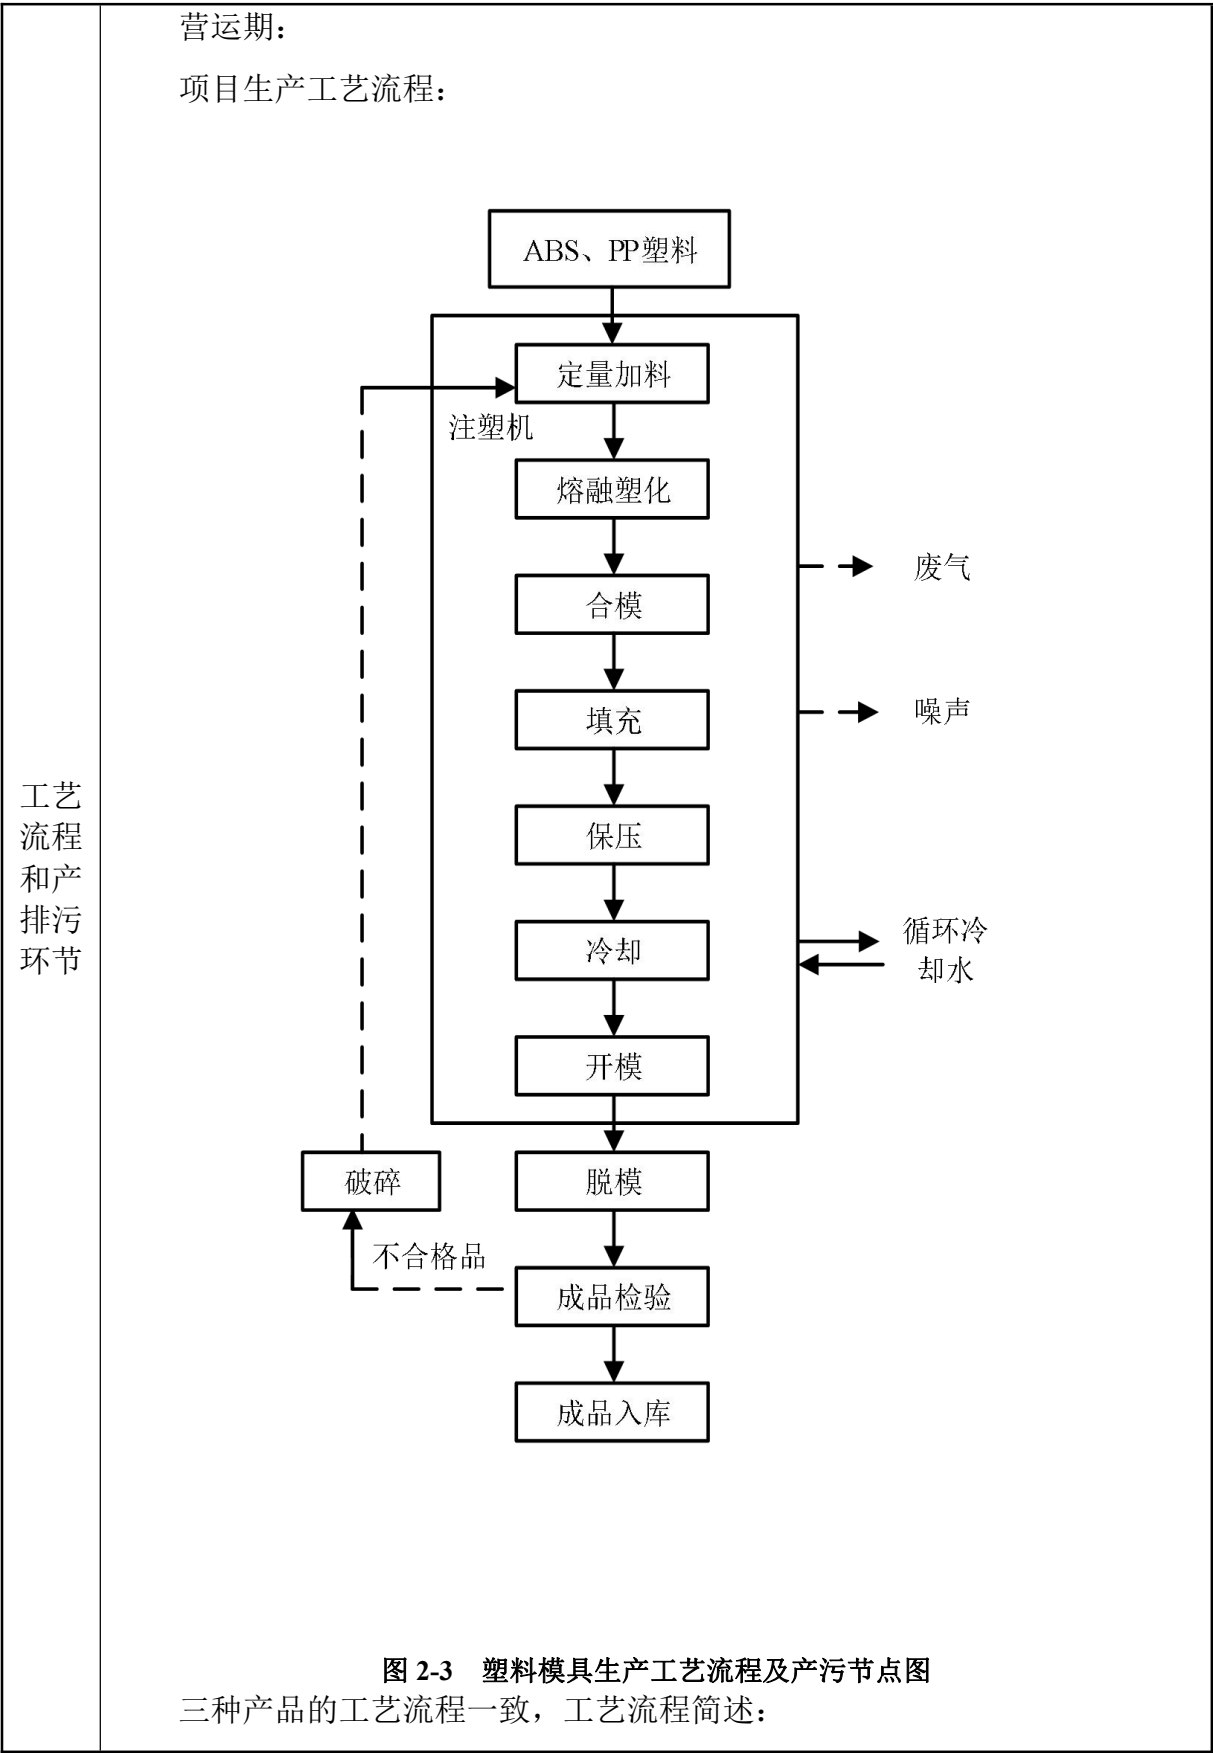 营运期：
项目生产工艺流程：
ABS、PP塑料
定量加料
注塑机
熔融塑化
合模
废气
填充
噪声
保压
冷却
循环冷
却水
开模
脱模
破碎
不合格品
成品检验
成品入库
工艺
流程
和产
排污
环节
图 2-3 塑料模具生产工艺流程及产污节点图
三种产品的工艺流程一致，工艺流程简述：